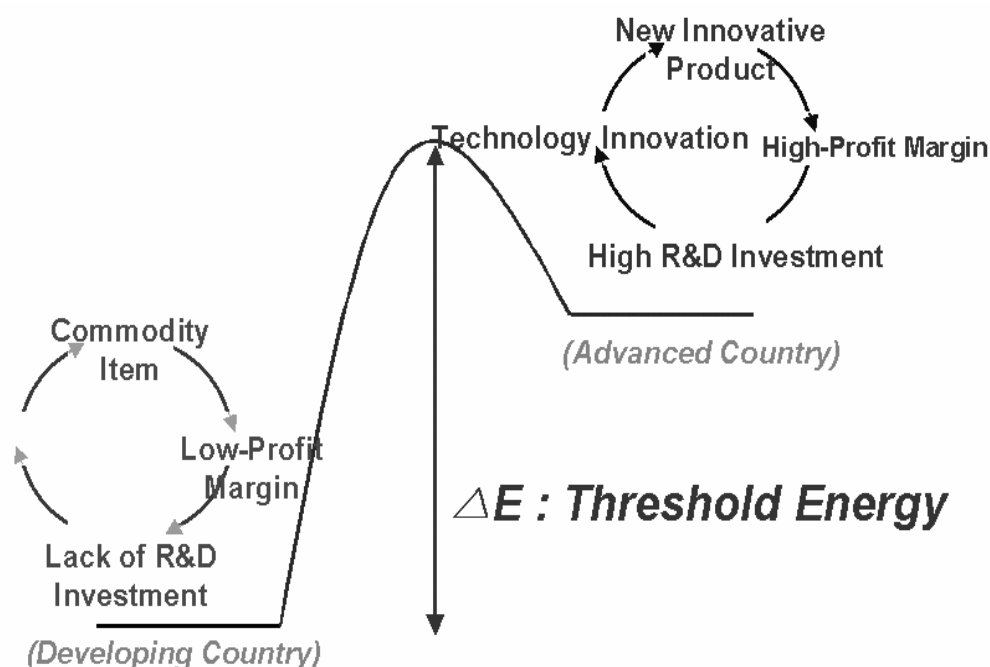 New Innovative
Product
Technology Innovation
High-Profit Margin
High R&D Investment
(Advanced Country)
Commodity
Item
Low-Profit
Margin
Lack of R&D
Investment
(Developing Country)
△E : Threshold Energy